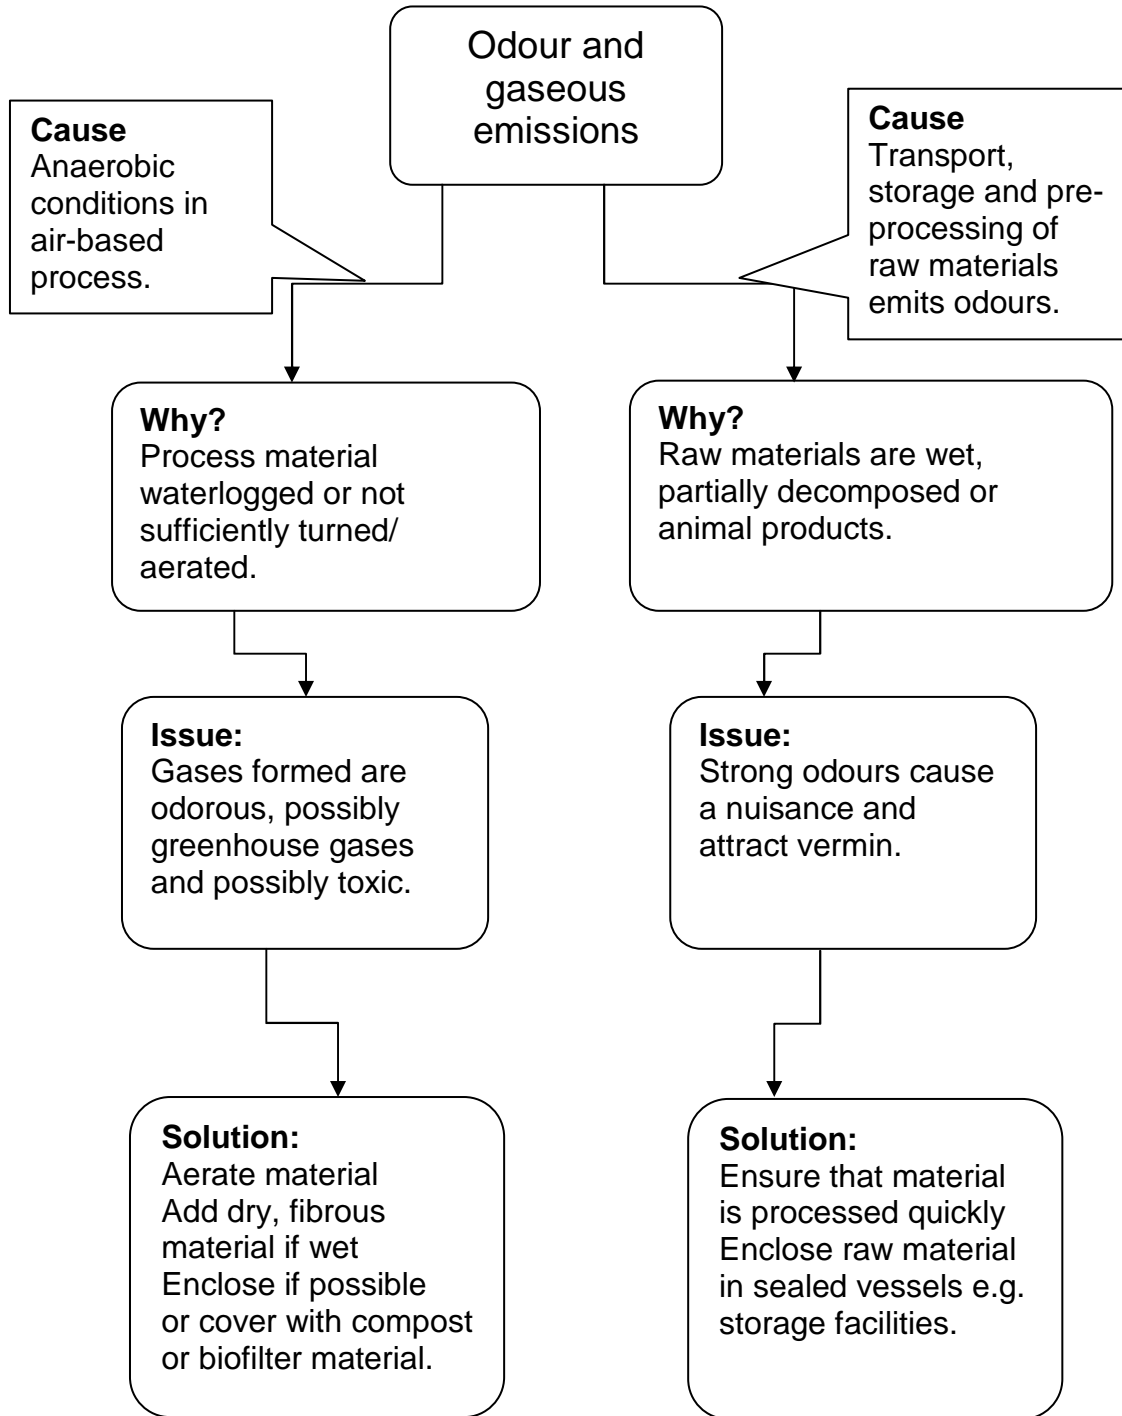 Odour and
gaseous
emissions
Cause
Anaerobic
conditions in
air-based
process.
Cause
Transport,
storage and pre-
processing of
raw materials
emits odours.
Why?
Process material
waterlogged or not
sufficiently turned/
aerated.
Why?
Raw materials are wet,
partially decomposed or
animal products.
Issue:
Gases formed are
odorous, possibly
greenhouse gases
and possibly toxic.
Issue:
Strong odours cause
a nuisance and
attract vermin.
Solution:
Aerate material
Add dry, fibrous
material if wet
Enclose if possible
or cover with compost
or biofilter material.
Solution:
Ensure that material
is processed quickly
Enclose raw material
in sealed vessels e.g.
storage facilities.